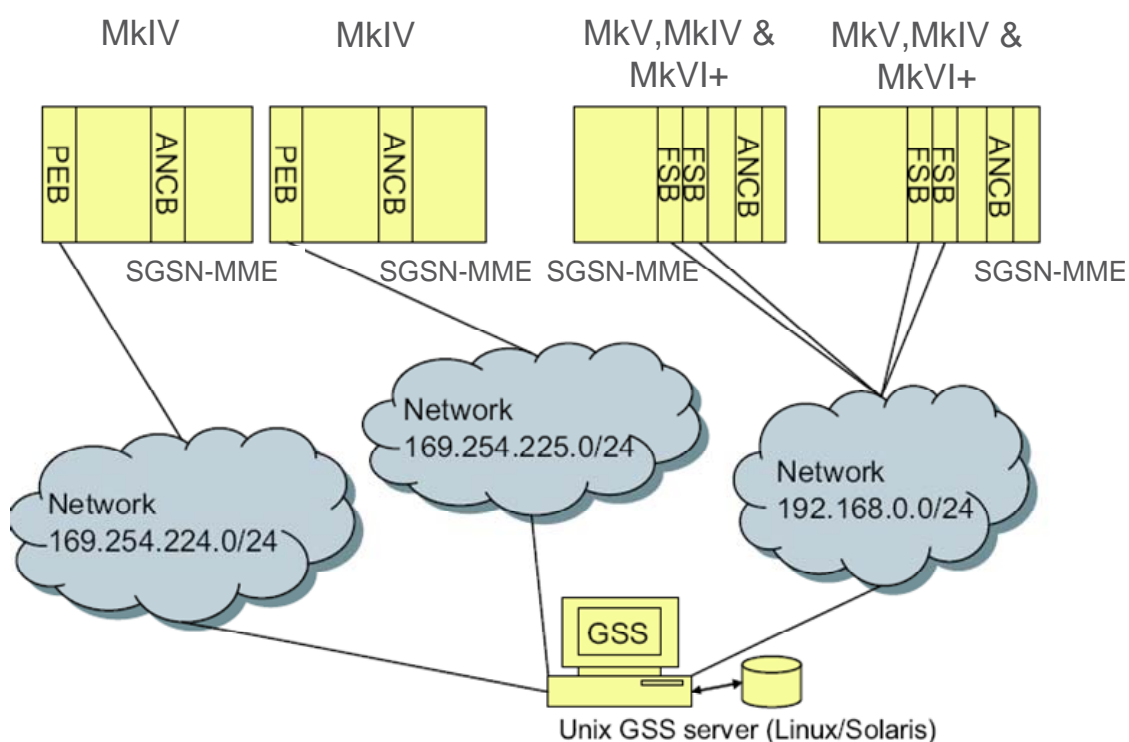 MkIV
MkIV
MkV,MkIV &
MkVI+
MkV,MkIV &
MkVI+
PEB
ANCB
PEB
ANCB
FSB
FSB
ANCB
FSB
FSB
ANCB
SGSN-MME
SGSN-MME
SGSN-MME
SGSN-MME
Network
169.254.224.0/24
Network
169.254.225.0/24
Network
192.168.0.0/24
GSS
Unix GSS server (Linux/Solaris)